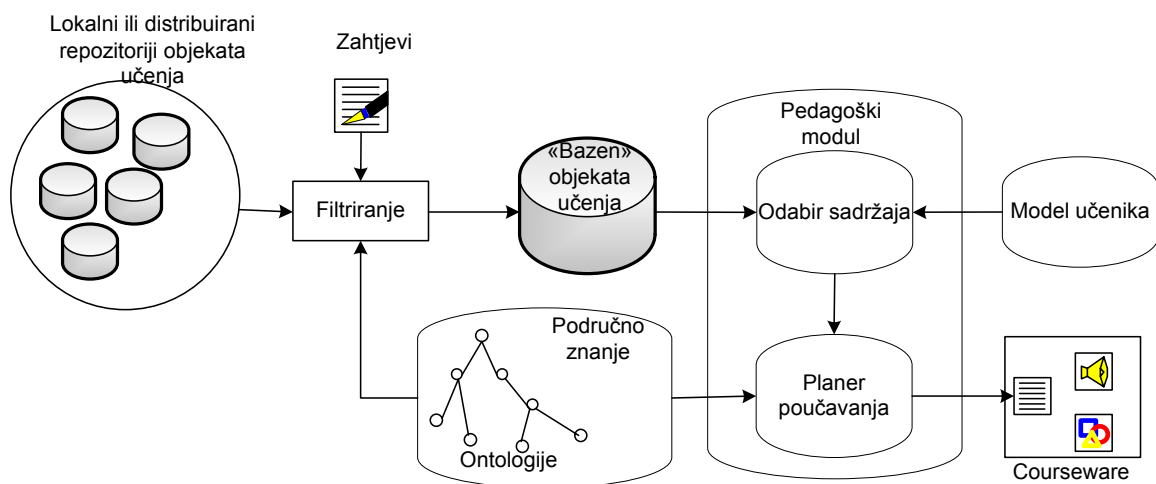 Lokalni ili distribuirani
repozitoriji objekata
učenja
Zahtjevi
Filtriranje
«Bazen»
objekata
učenja
Pedagoški
modul
Odabir sadržaja
Model učenika
Područno
znanje
Ontologije
Planer
poučavanja
Courseware